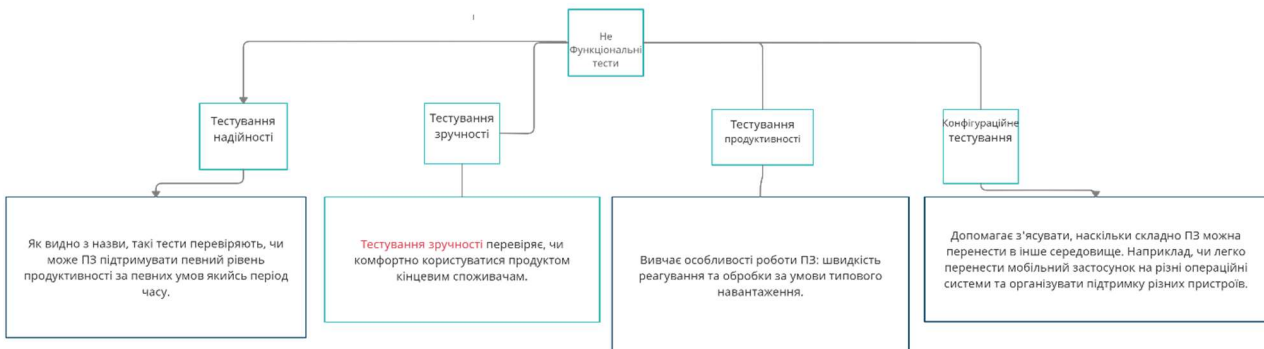 Не
Функціональні
тести
Тестування
надійності
Тестування
зручності
Тестування
продуктивності
Конфігураційне
тестування
Як видно з назви, такі тести перевіряють, чи
може ПЗ підтримувати певний рівень
продуктивності за певних умов якийсь період
часу.
Тестування зручності перевіряє, чи
комфортно користуватися продуктом
кінцевим споживачам.
Вивчає особливості роботи ПЗ: швидкість
реагування та обробки за умови типового
навантаження.
Допомагає з'ясувати, наскільки складно ПЗ можна
перенести в інше середовище. Наприклад, чи легко
перенести мобільний застосунок на різні операційні
системи та організувати підтримку різних пристроїв.